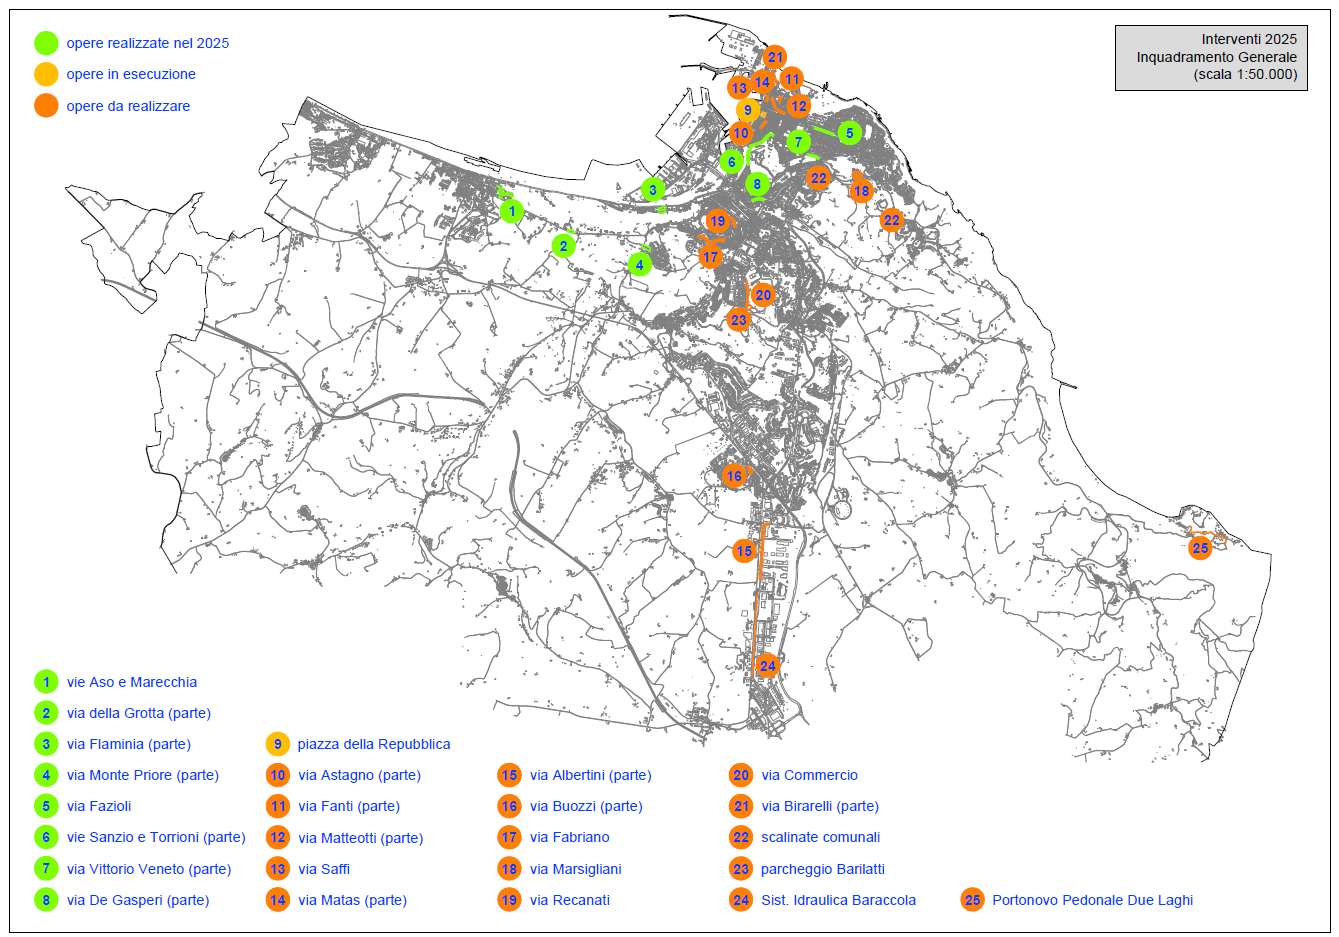 opere realizzate nel 2025
opere in esecuzione
opere da realizzare
Interventi 2025
Inquadramento Generale
(scala 1:50.000)
21
14
11
13
12
9
10
5
7
6
22
8
18
3
1
19
22
2
17
4
20
23
16
15
25
24
1 vie Aso e Marecchia
2 via della Grotta (parte)
3 via Flaminia (parte)
4 via Monte Priore (parte)
5 via Fazioli
6 vie Sanzio e Torrioni (parte)
7 via Vittorio Veneto (parte)
8 via De Gasperi (parte)
9 piazza della Repubblica
10 via Astagno (parte)
11 via Fanti (parte)
12 via Matteotti (parte)
13 via Saffi
14 via Matas (parte)
15 via Albertini (parte)
16 via Buozzi (parte)
17 via Fabriano
18 via Marsigliani
19 via Recanati
20 via Commercio
21 via Birarelli (parte)
22 scalinate comunali
23 parcheggio Barilatti
24 Sist. Idraulica Baraccola
25 Portonovo Pedonale Due Laghi